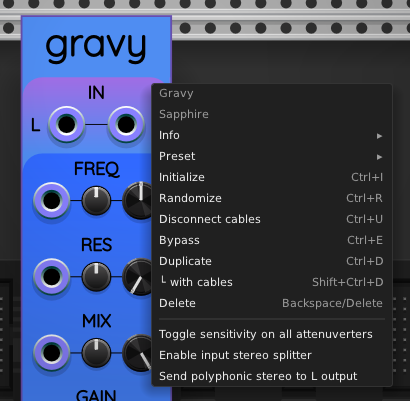 gravy
IN
L
FREQ
RES
MIX
GAIN
Gravy
Sapphire
Info ▸
Preset ▸
Initialize Ctrl+I
Randomize Ctrl+R
Disconnect cables Ctrl+U
Bypass Ctrl+E
Duplicate Ctrl+D
└ with cables Shift+Ctrl+D
Delete Backspace/Delete
Toggle sensitivity on all attenuverters
Enable input stereo splitter
Send polyphonic stereo to L output